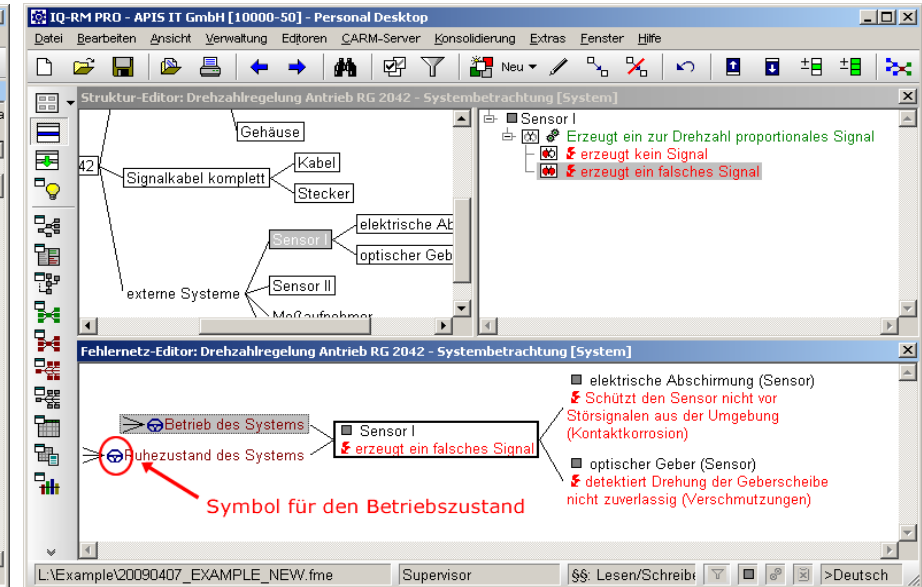 IQ-RM PRO - APIS IT GmbH [10000-50] - Personal Desktop
Datei Bearbeiten Ansicht Verwaltung Editoren CARM-Server Konsolidierung Extras Fenster Hilfe
Neu
Struktur-Editor: Drehzahlregelung Antrieb RG 2042 - Systembetrachtung [System]
Gehäuse
42
Signalkabel komplett
Kabel
Stecker
Sensor I
elektrische Ab
optischer Geb
externe Systeme
Sensor II
Meßaufnehmer
Sensor I
Erzeugt ein zur Drehzahl proportionales Signal
erzeugt kein Signal
erzeugt ein falsches Signal
Fehlernetz-Editor: Drehzahlregelung Antrieb RG 2042 - Systembetrachtung [System]
Betrieb des Systems
Ruhezustand des Systems
Sensor I
erzeugt ein falsches Signal
elektrische Abschirmung (Sensor)
Schützt den Sensor nicht vor
Störsignalen aus der Umgebung
(Kontaktkorrosion)
optischer Geber (Sensor)
detektiert Drehung der Geberscheibe
nicht zuverlassig (Verschmutzungen)
Symbol für den Betriebszustand
L:\Example\20090407_EXAMPLE_NEW.fme
Supervisor
§§: Lesen/Schreibe
>Deutsch